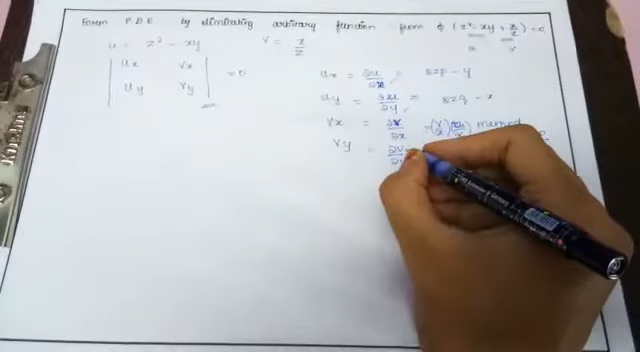 Form P.D.E by eliminating arbitrary function from φ (z² - xy, x/z) = 0.
u = z² - xy v = x/z u v
| ux vx |
| uy vy | = 0
ux = ∂u/∂x = 2zp - y
uy = ∂u/∂y = 2zq - x
vx = ∂v/∂x = method
vy = ∂v/